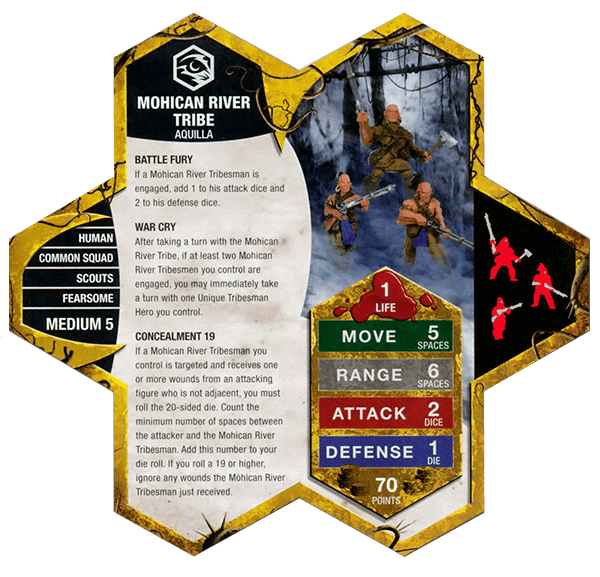 MOHICAN RIVER
TRIBE
AQUILLA
BATTLE FURY
If a Mohican River Tribesman is
engaged, add 1 to his attack dice and
2 to his defense dice.
WAR CRY
After taking a turn with the Mohican
River Tribe, if at least two Mohican
River Tribesmen you control are
engaged, you may immediately take
a turn with one Unique Tribesman
Hero you control.
CONCEALMENT 19
If a Mohican River Tribesman you
control is targeted and receives one
or more wounds from an attacking
figure who is not adjacent, you must
roll the 20-sided die. Count the
minimum number of spaces between
the attacker and the Mohican River
Tribesman. Add this number to your
die roll. If you roll a 19 or higher,
ignore any wounds the Mohican River
Tribesman just received.
HUMAN
COMMON SQUAD
SCOUTS
FEARSOME
MEDIUM 5
1
LIFE
MOVE 5
SPACES
RANGE 6
SPACES
ATTACK 2
DICE
DEFENSE 1
DIE
70
POINTS